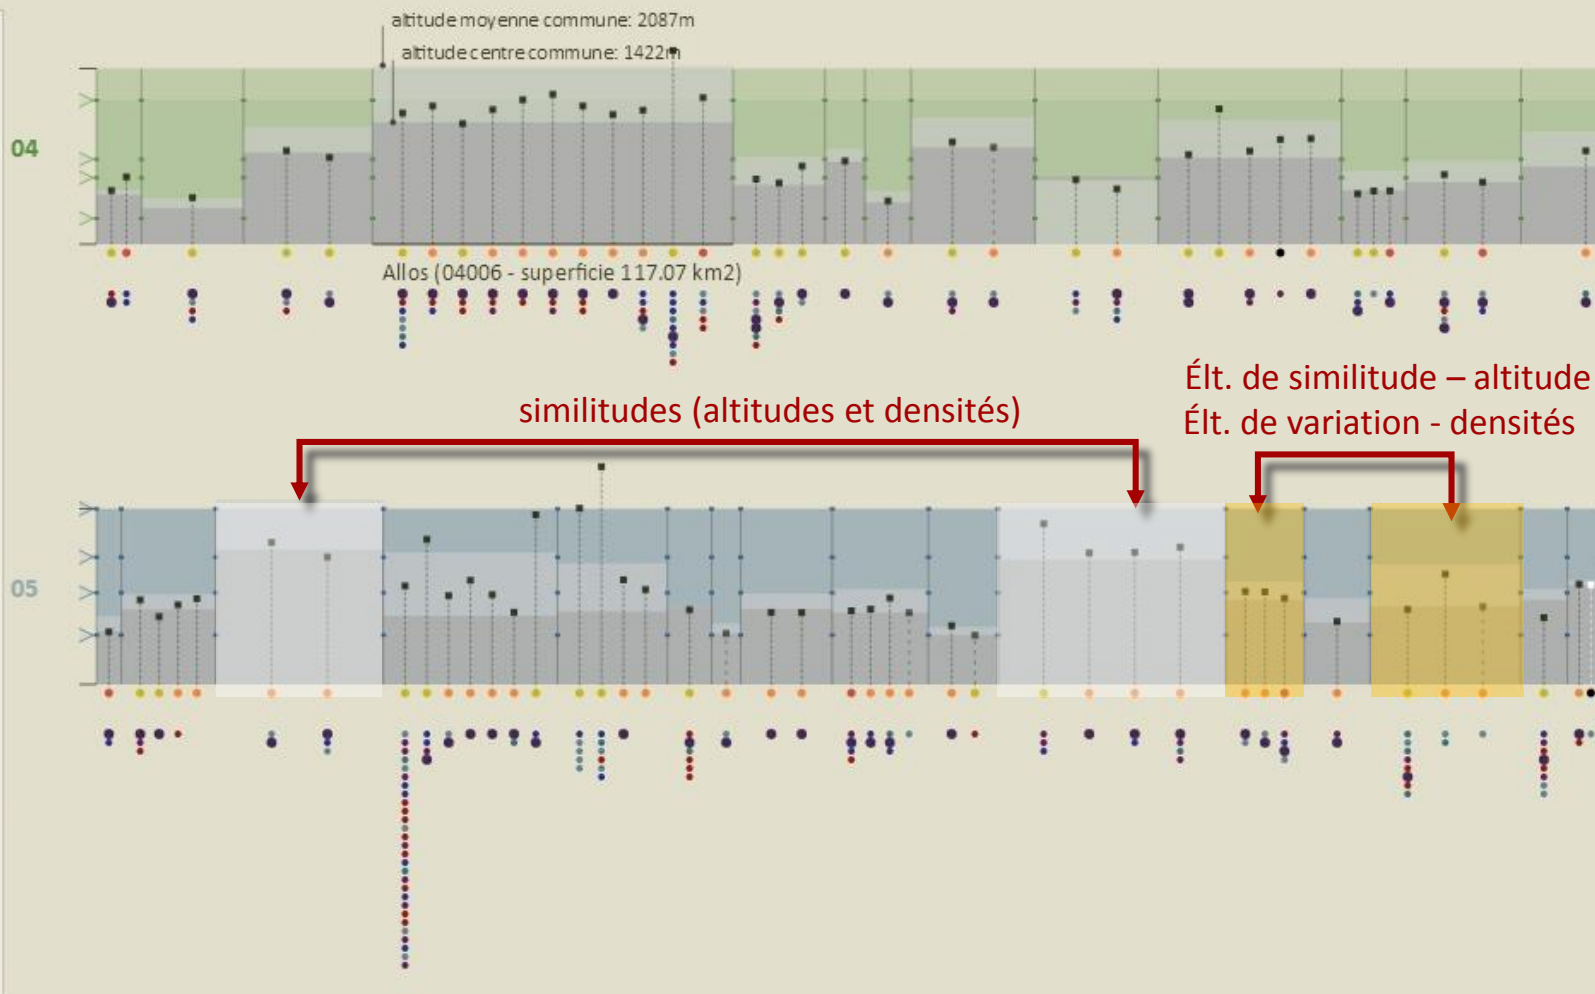 altitude moyenne commune: 2087m
altitude centre commune: 1422m
04
Allos (04006 - superficie 117.07 km2)
Élt. de similitude – altitude
Élt. de variation - densités
similitudes (altitudes et densités)
05